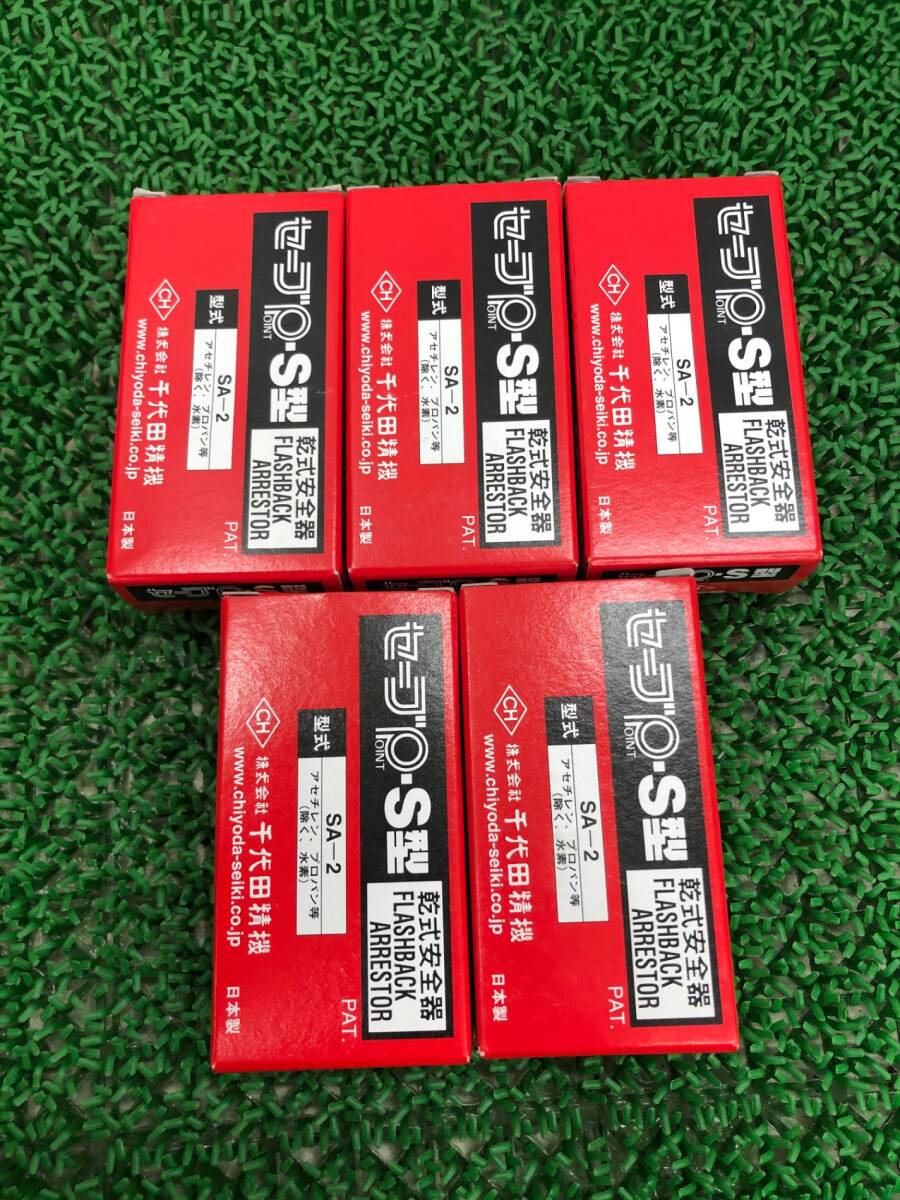 セーフPOINT・S型
乾式安全器
FLASHBACK
ARRESTOR
PAT.
型式
SA-2
アセチレン、プロパン等
(除く、水素)
CH
株式会社 千代田精機
www.chiyoda-seiki.co.jp
日本製
セーフPOINT・S型
乾式安全器
FLASHBACK
ARRESTOR
PAT.
型式
SA-2
アセチレン、プロパン等
(除く、水素)
CH
株式会社 千代田精機
www.chiyoda-seiki.co.jp
日本製
セーフPOINT・S型
乾式安全器
FLASHBACK
ARRESTOR
PAT.
型式
SA-2
アセチレン、プロパン等
(除く、水素)
CH
株式会社 千代田精機
www.chiyoda-seiki.co.jp
日本製
セーフPOINT・S型
乾式安全器
FLASHBACK
ARRESTOR
PAT.
型式
SA-2
アセチレン、プロパン等
(除く、水素)
CH
株式会社 千代田精機
www.chiyoda-seiki.co.jp
日本製
セーフPOINT・S型
乾式安全器
FLASHBACK
ARRESTOR
PAT.
型式
SA-2
アセチレン、プロパン等
(除く、水素)
CH
株式会社 千代田精機
www.chiyoda-seiki.co.jp
日本製